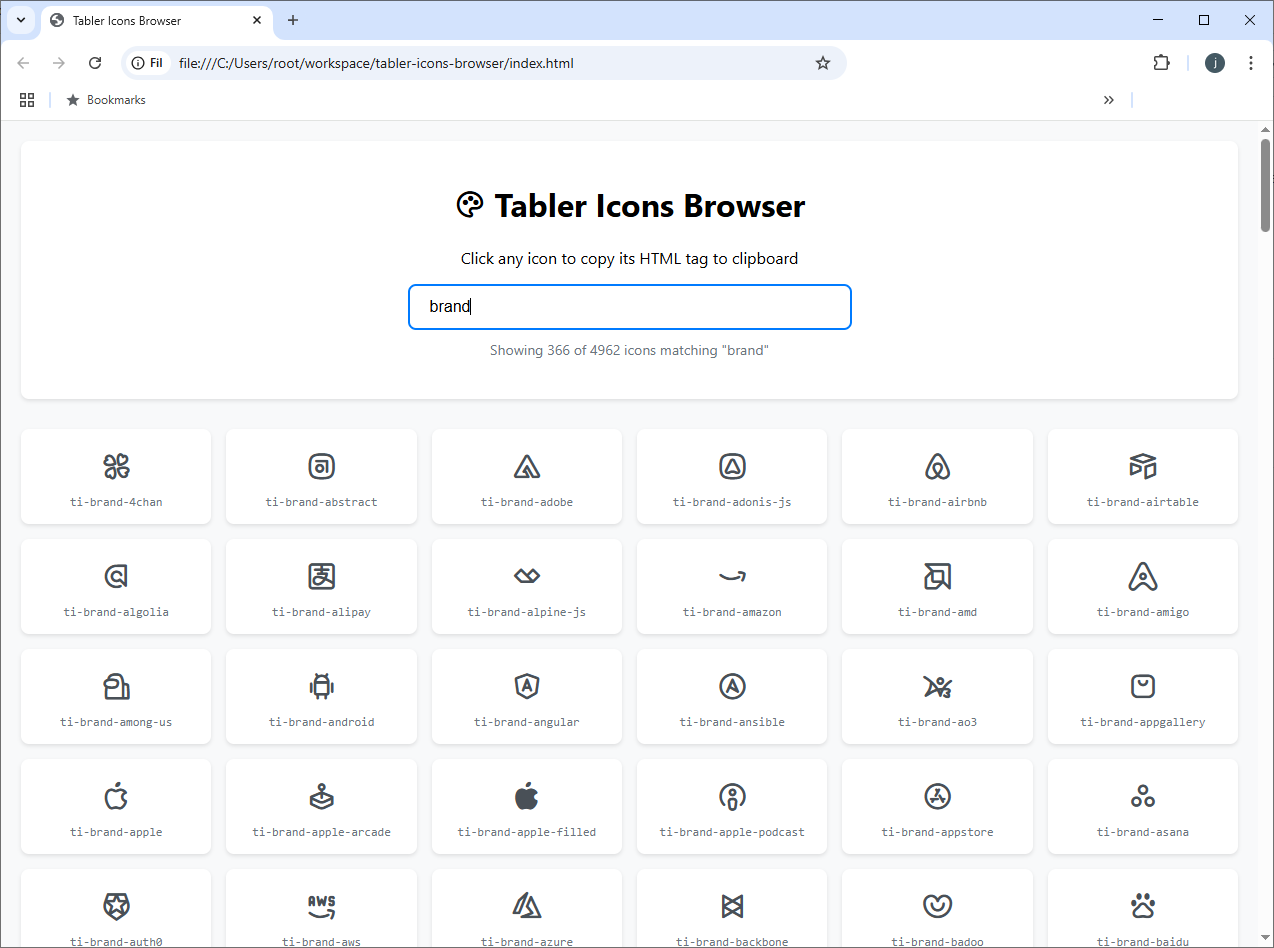 Tabler Icons Browser
Fil file:///C:/Users/root/workspace/tabler-icons-browser/index.html j
Bookmarks
Tabler Icons Browser
Click any icon to copy its HTML tag to clipboard
brand
Showing 366 of 4962 icons matching "brand"
ti-brand-4chan ti-brand-abstract ti-brand-adobe ti-brand-adonis-js ti-brand-airbnb ti-brand-airtable
ti-brand-algolia ti-brand-alipay ti-brand-alpine-js ti-brand-amazon ti-brand-amd ti-brand-amigo
ti-brand-among-us ti-brand-android ti-brand-angular ti-brand-ansible ti-brand-ao3 ti-brand-appgallery
ti-brand-apple ti-brand-apple-arcade ti-brand-apple-filled ti-brand-apple-podcast ti-brand-appstore ti-brand-asana
AWS
ti-brand-auth0 ti-brand-aws ti-brand-azure ti-brand-backbone ti-brand-badoo ti-brand-baidu